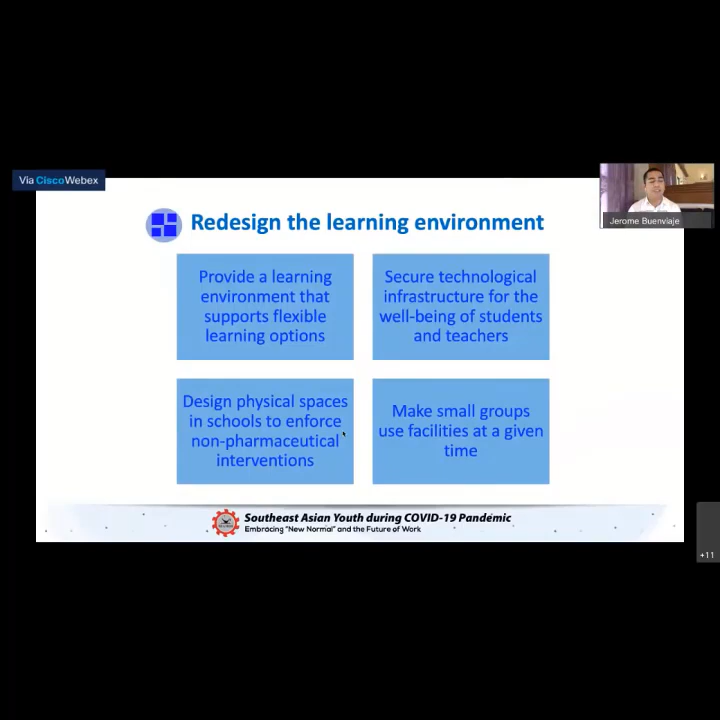 Via CiscoWebex
Jerome Buenviaje
Redesign the learning environment
Provide a learning
environment that
supports flexible
learning options
Secure technological
infrastructure for the
well-being of students
and teachers
Design physical spaces
in schools to enforce
non-pharmaceutical
interventions
Make small groups
use facilities at a given
time
Southeast Asian Youth during COVID-19 Pandemic
Embracing "New Normal" and the Future of Work
+11